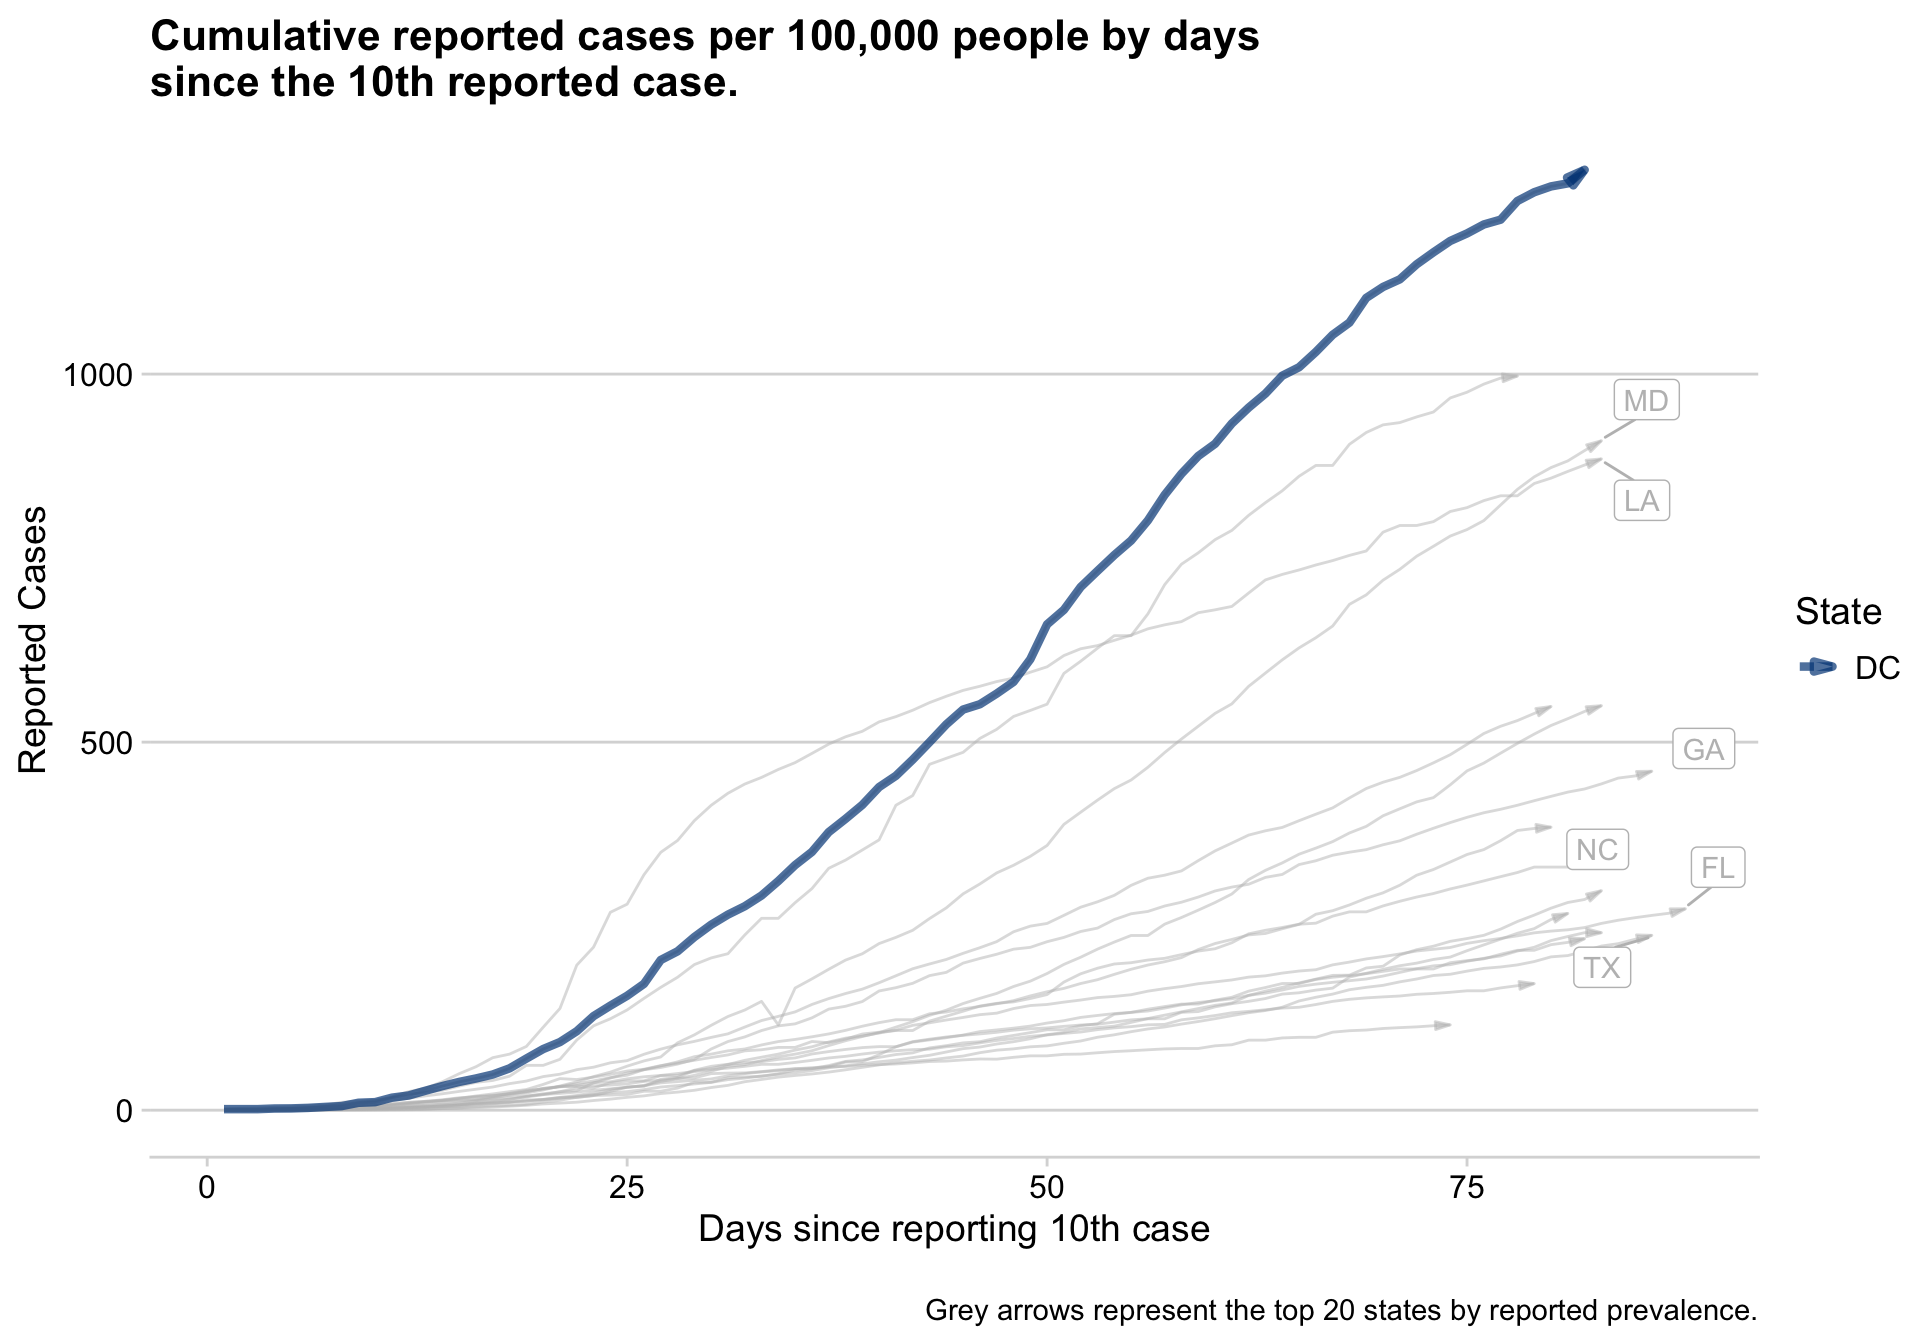 Cumulative reported cases per 100,000 people by days
since the 10th reported case.
1000
MD
LA
Reported Cases
State
DC
500
GA
NC
FL
TX
0
0 25 50 75
Days since reporting 10th case
Grey arrows represent the top 20 states by reported prevalence.